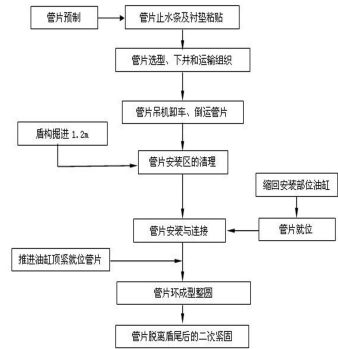 管片预制
管片止水条及衬垫粘贴
管片选型、下井和运输组织
管片吊机卸车、倒运管片
盾构掘进 1.2m
管片安装区的清理
缩回安装部位油缸
管片安装与连接
管片就位
推进油缸顶紧就位管片
管片环成型整圆
管片脱离盾尾后的二次紧固